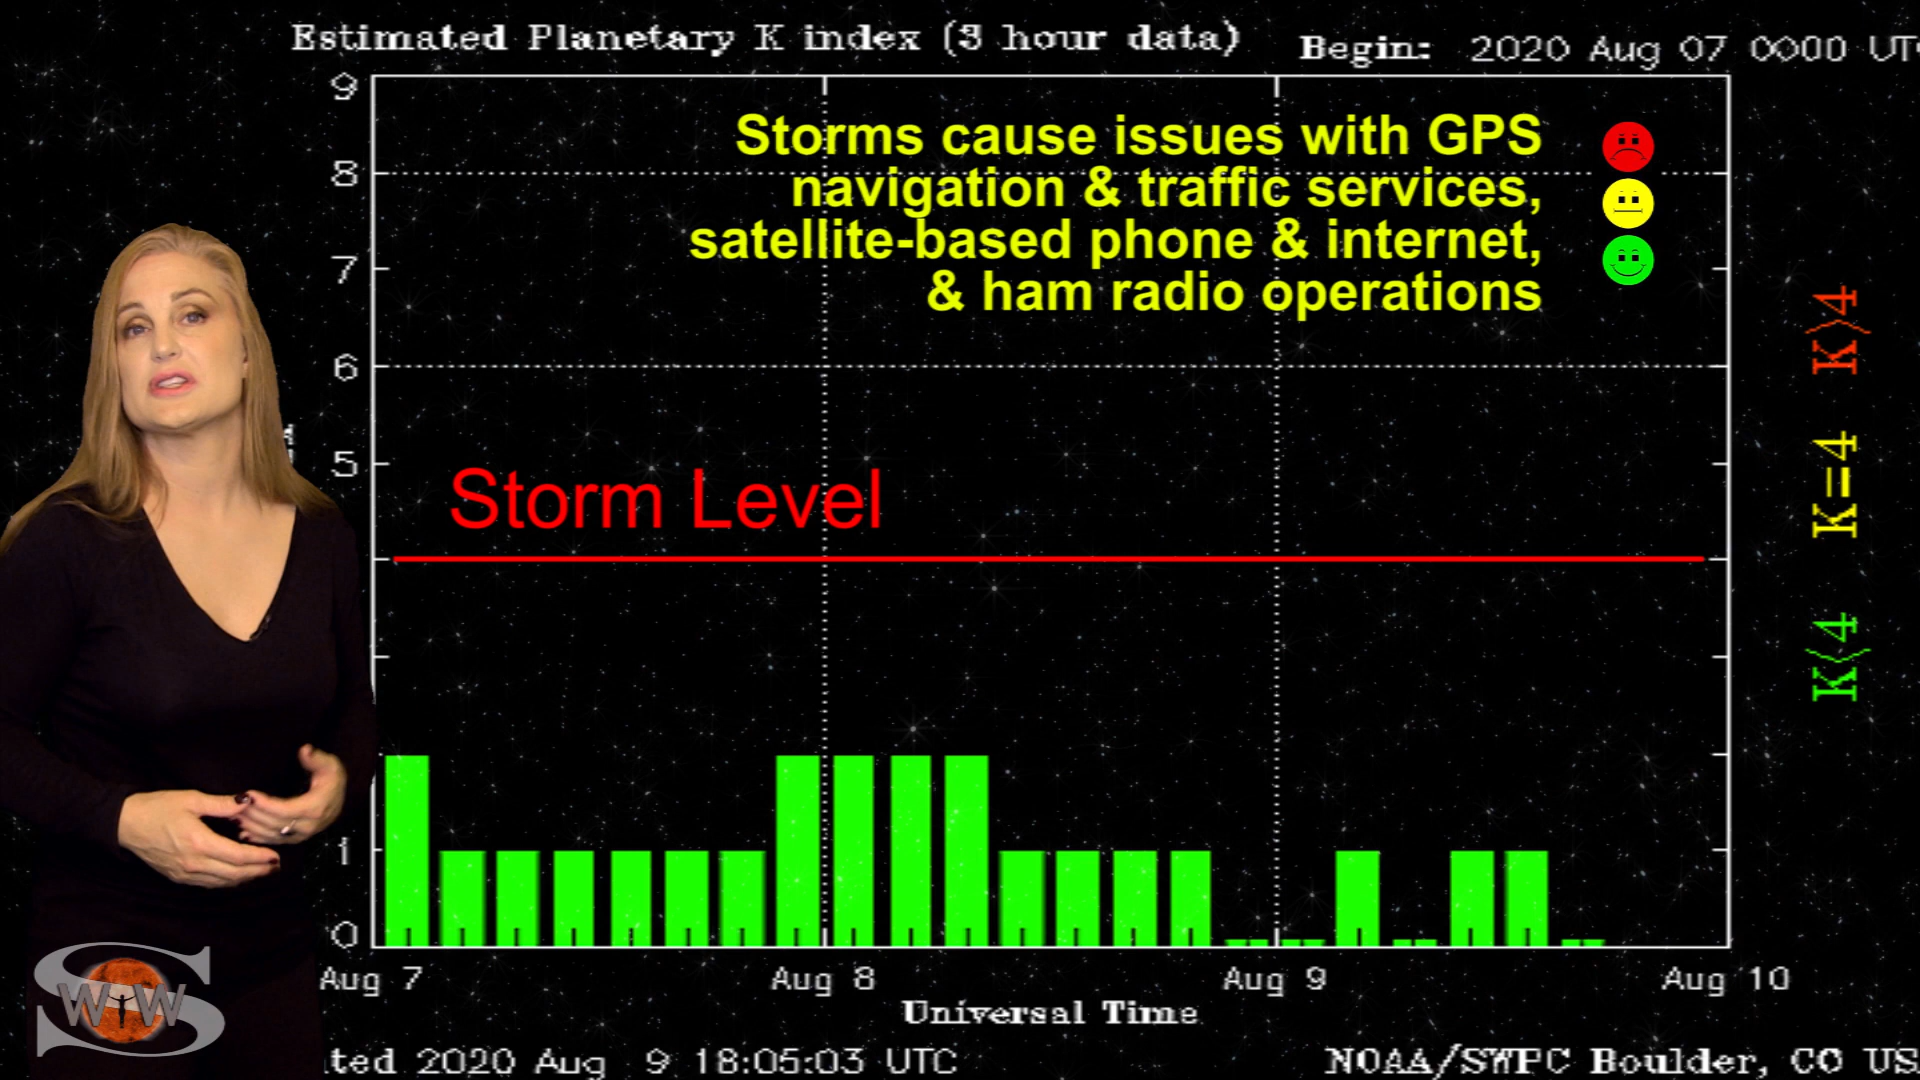 Estimated Planetary K index (3 hour data)
Begin: 2020 Aug 07 0000 UT
9
Storms cause issues with GPS
navigation & traffic services,
satellite-based phone & internet,
& ham radio operations
8
7
6
5
Storm Level
1
0
K<4 K=4 K>4
Aug 7
Aug 8
Aug 9
Aug 10
Universal Time
ted 2020 Aug 9 18:05:03 UTC
NOAA/SWPC Boulder, CO US
SWW